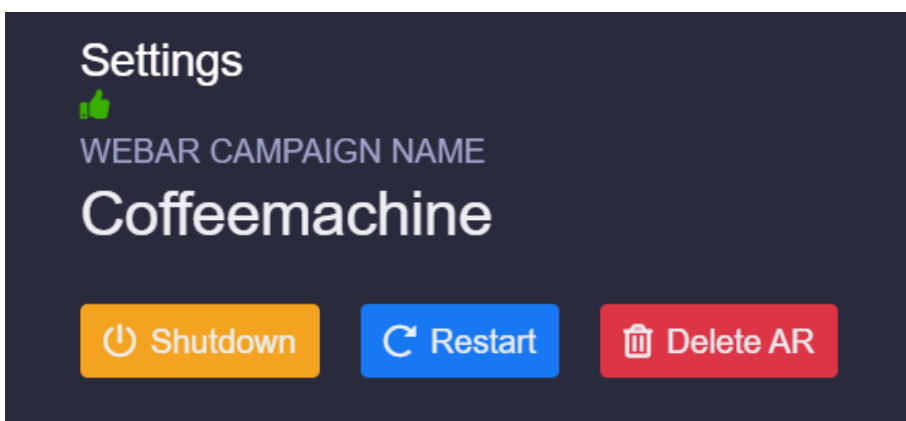 Settings
WEBAR CAMPAIGN NAME
Coffeemachine
Shutdown
Restart
Delete AR